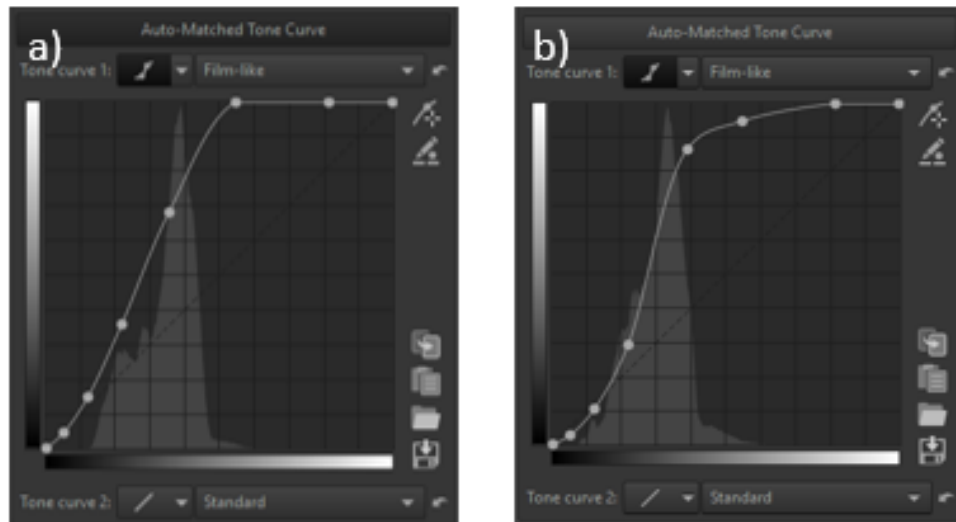 a)
Auto-Matched Tone Curve
Tone curve 1:
Film-like
Tone curve 2:
Standard
b)
Auto-Matched Tone Curve
Tone curve 1:
Film-like
Tone curve 2:
Standard